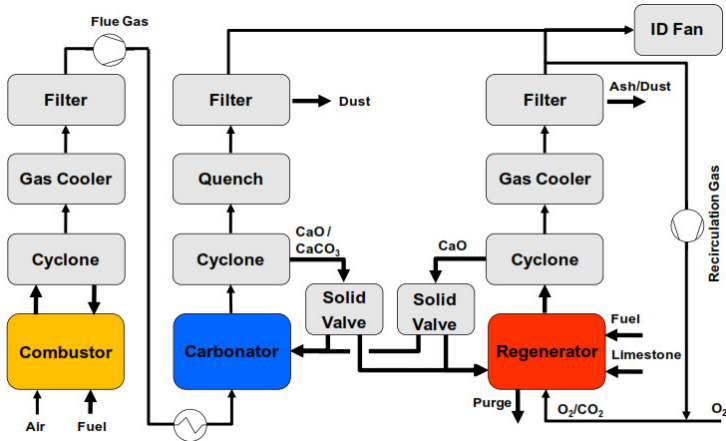 Flue Gas
ID Fan
Filter
Filter
Dust
Filter
Ash/Dust
Gas Cooler
Quench
Gas Cooler
Recirculation Gas
CaO /
CaCO3
CaO
Cyclone
Cyclone
Cyclone
Solid
Valve
Solid
Valve
Combustor
Carbonator
Regenerator
Fuel
Limestone
Purge
O2/CO2
O2
Air
Fuel